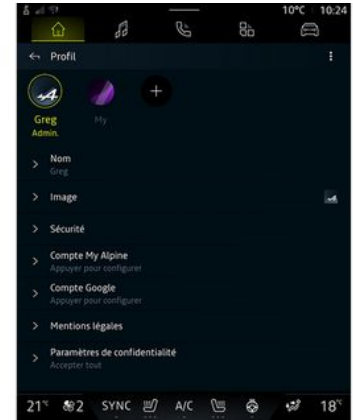 10°C 10:24
Profil
Greg
Admin.
My
Nom
Greg
Image
Sécurité
Compte My Alpine
Appuyer pour configurer
Compte Google
Appuyer pour configurer
Mentions légales
Paramètres de confidentialité
Accepter tout
21°C 2 SYNC A/C 18°C